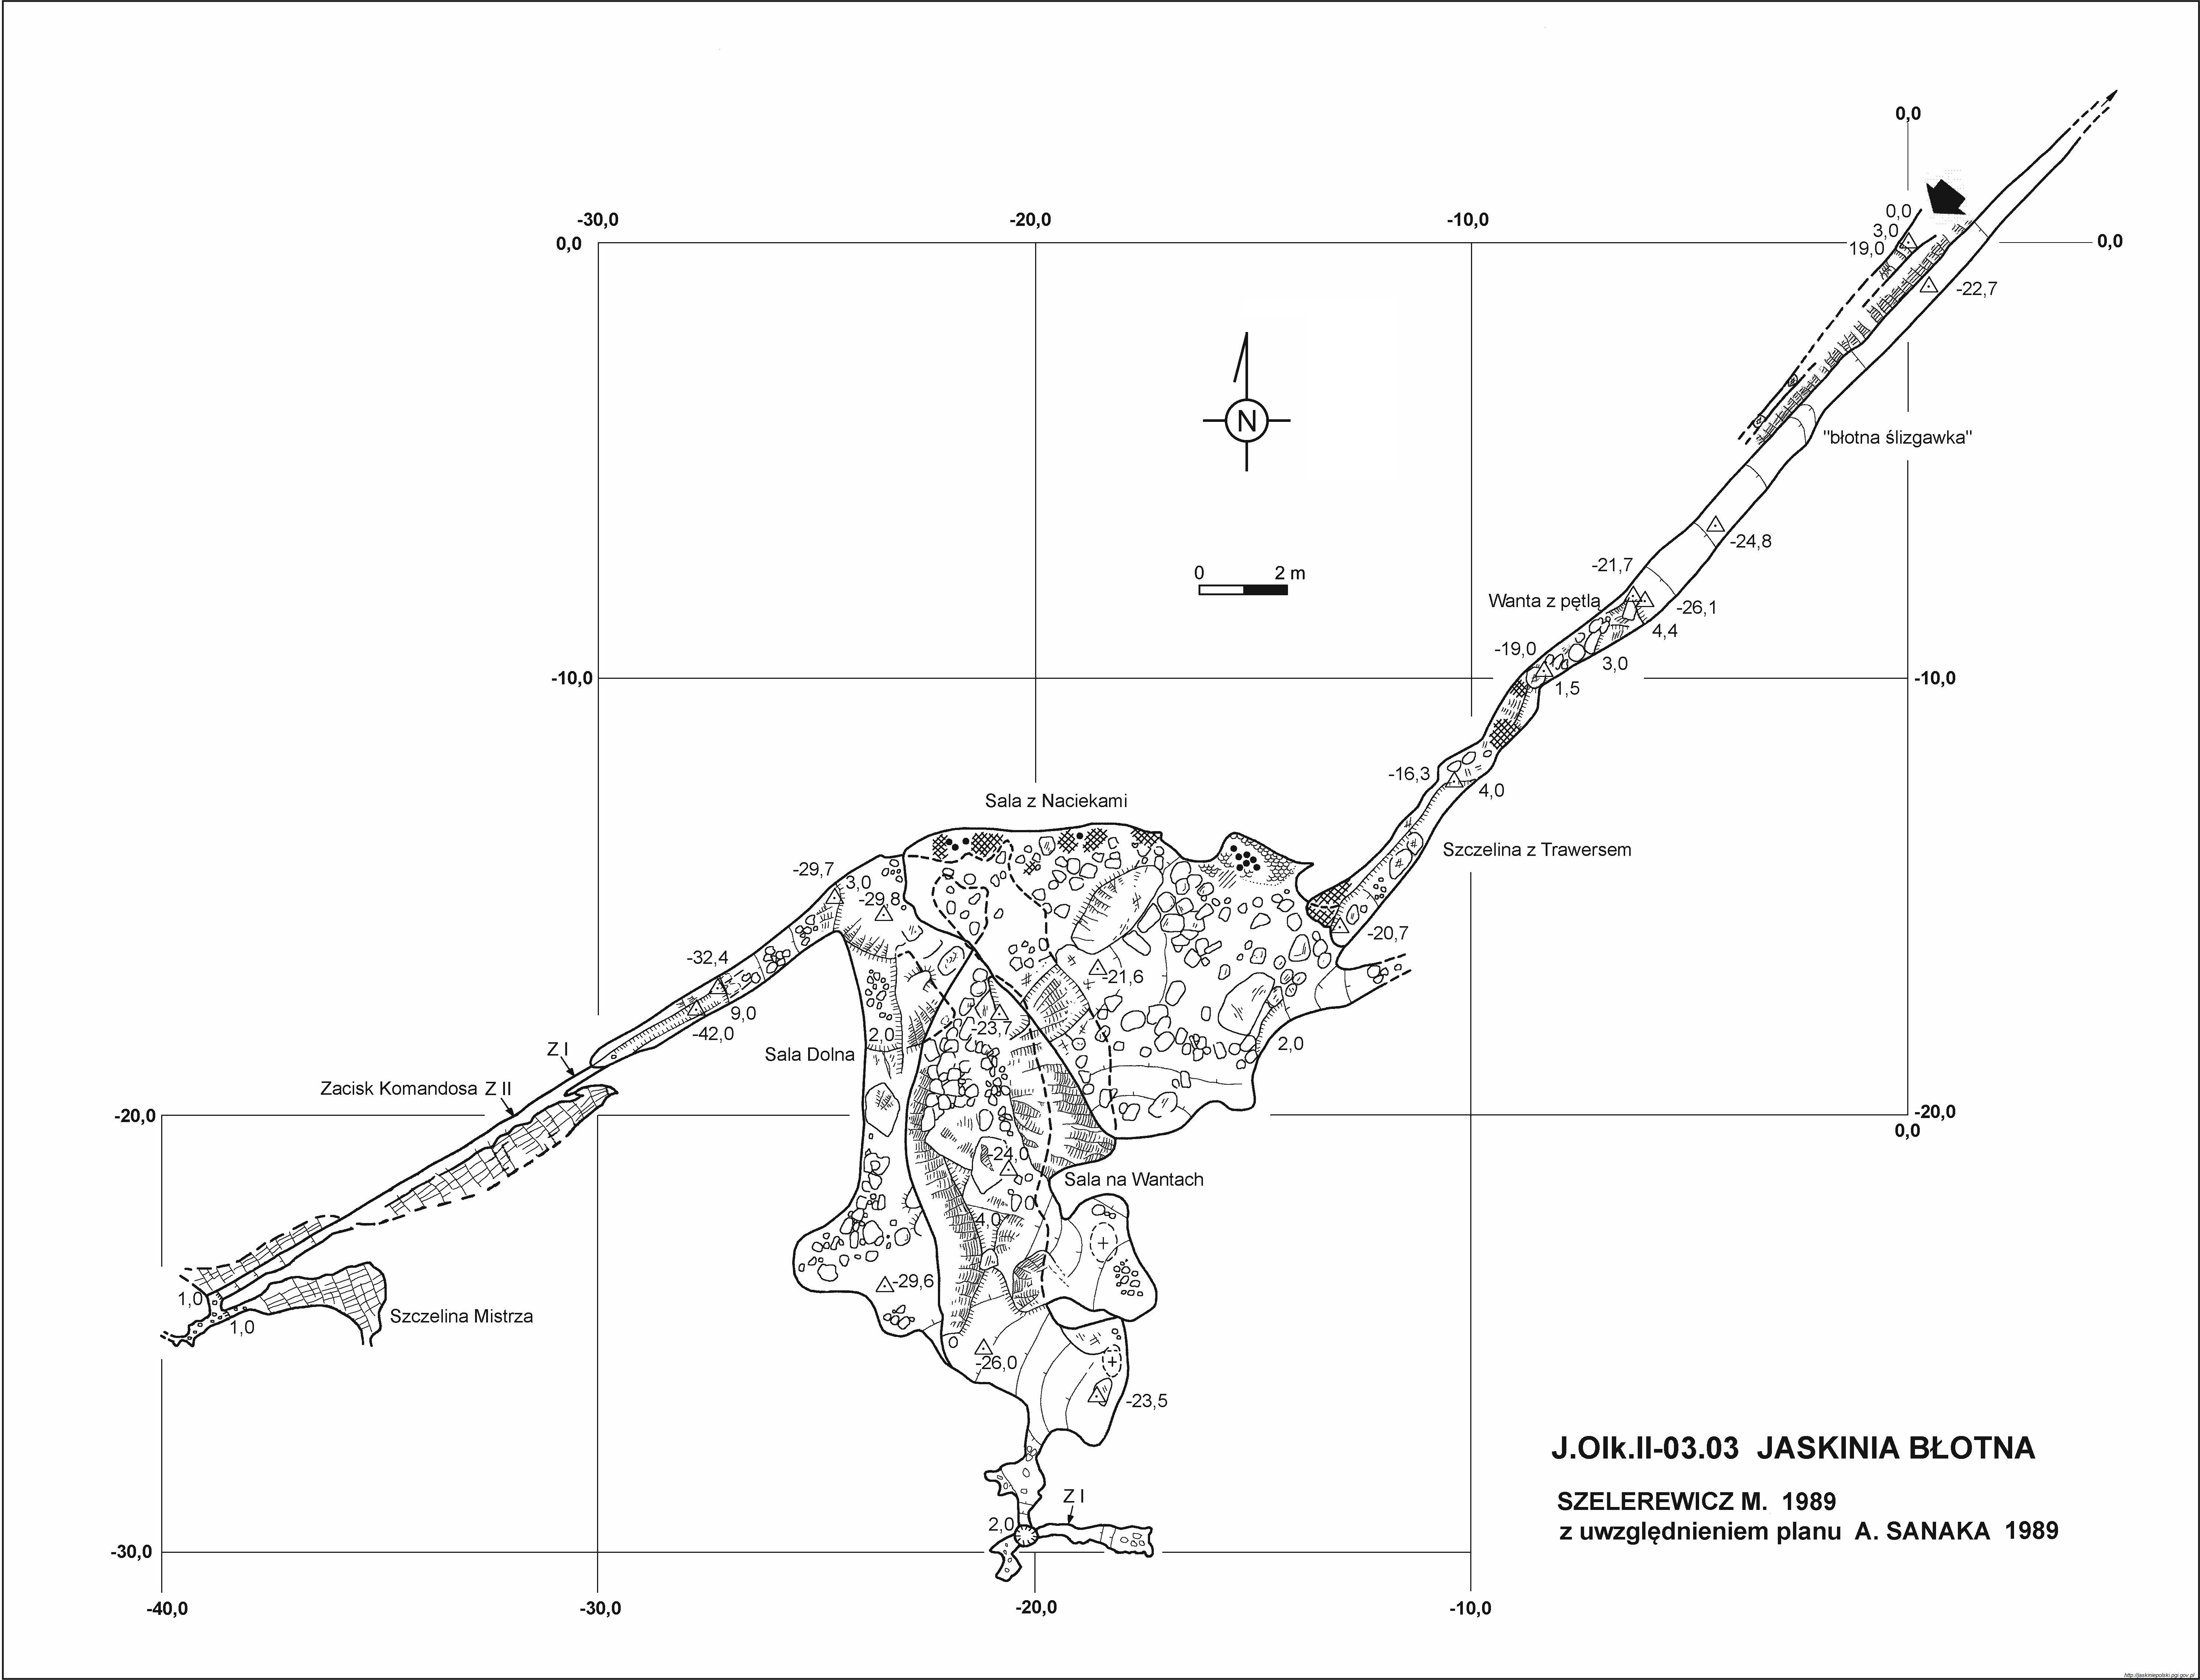 0,0
-30,0 -20,0 -10,0
0,0
0,0
3,0
19,0
0,0
-22,7
"błotna ślizgawka"
N
-24,8
-21,7
0 2 m
Wanta z pętlą
-26,1
4,4
-19,0
3,0
-10,0
1,5
-10,0
-16,3
4,0
Sala z Naciekami
Szczelina z Trawersem
-29,7
3,0
-29,8
-20,7
-32,4
-21,6
9,0
-42,0
-23,7
2,0
2,0
Z I
Sala Dolna
Zacisk Komandosa Z II
-20,0
-20,0
0,0
-24,0
Sala na Wantach
4,0
-29,6
1,0
1,0
Szczelina Mistrza
-26,0
-23,5
J.Olk.II-03.03 JASKINIA BŁOTNA
SZELEREWICZ M. 1989
z uwzględnieniem planu A. SANAKA 1989
Z I
2,0
-30,0
-40,0 -30,0 -20,0 -10,0
http://jaskiniepolski.pgi.gov.pl